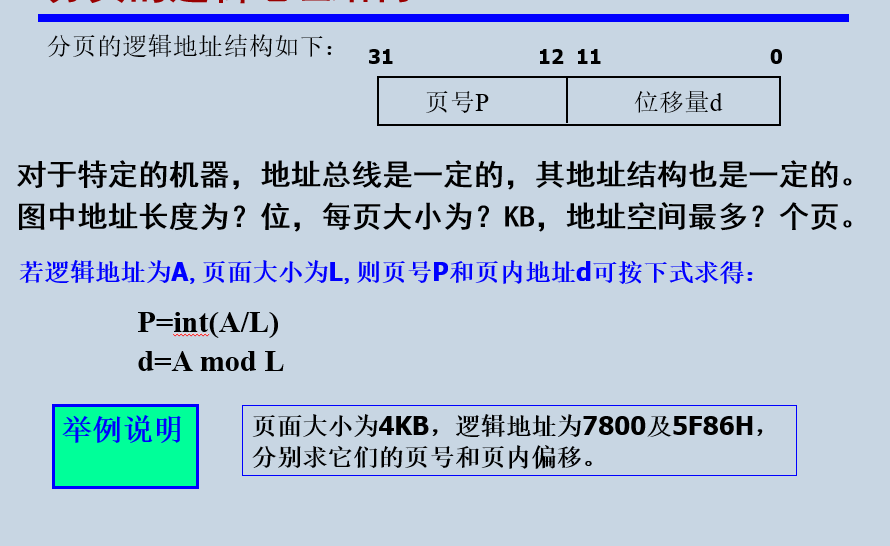 分页的逻辑地址结构如下：
31 12 11 0
页号P 位移量d
对于特定的机器，地址总线是一定的，其地址结构也是一定的。
图中地址长度为？位，每页大小为？KB，地址空间最多？个页。
若逻辑地址为A, 页面大小为L, 则页号P和页内地址d可按下式求得：
P=int(A/L)
d=A mod L
举例说明
页面大小为4KB，逻辑地址为7800及5F86H，
分别求它们的页号和页内偏移。